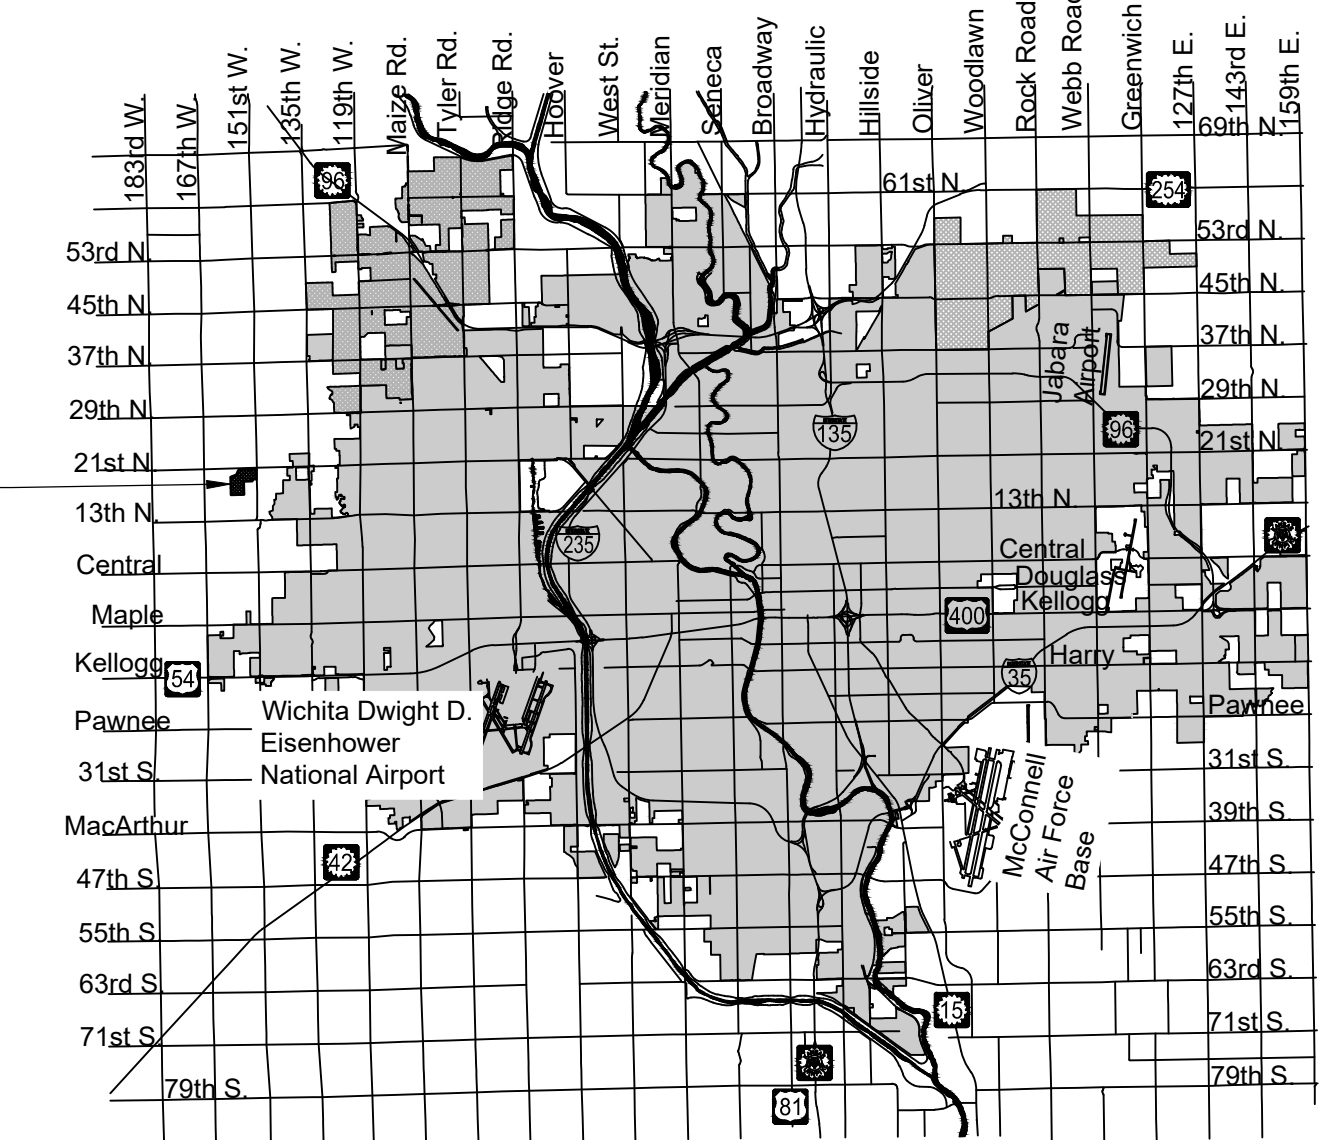 183rd W.
167th W.
151st W.
135th W.
119th W.
Maize Rd.
Tyler Rd.
Ridge Rd.
Hoover
West St.
Meridian
Seneca
Broadway
Hydraulic
Hillside
Oliver
Woodlawn
Rock Road
Webb Road
Greenwich
127th E.
143rd E.
159th E.
69th N.
96
61st N.
254
53rd N.
53rd N.
45th N.
45th N.
37th N.
37th N.
Jabara
Airport
29th N.
29th N.
96
135
21st N.
21st N.
13th N.
13th N.
235
Central
Central
Douglass
Maple
400
Kellogg
Kellogg
54
Harry
35
Pawnee
Pawnee
Wichita Dwight D.
Eisenhower
National Airport
31st S.
31st S.
McConnell
Air Force
Base
MacArthur
39th S.
42
47th S.
47th S.
55th S.
55th S.
63rd S.
63rd S.
15
71st S.
71st S.
79th S.
79th S.
81